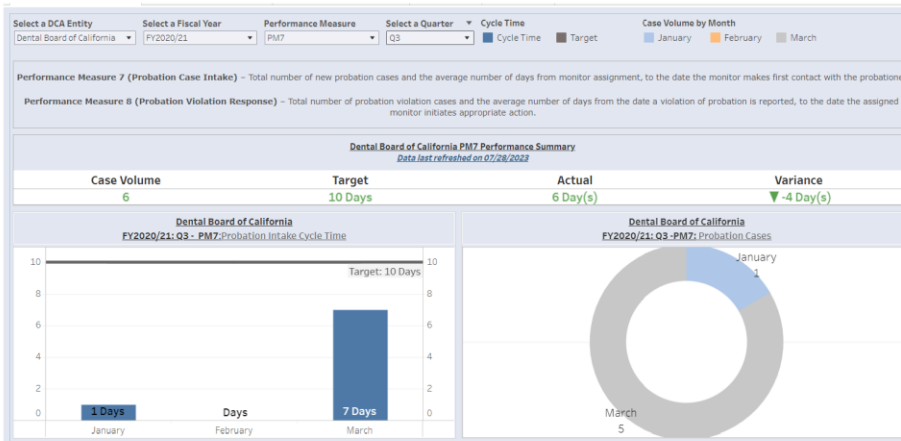 Select a DCA Entity
Select a Fiscal Year
Performance Measure
Select a Quarter
Cycle Time
Case Volume by Month
Dental Board of California
FY2020/21
PM7
Q3
Cycle Time
Target
January
February
March
Performance Measure 7 (Probation Case Intake) – Total number of new probation cases and the average number of days from monitor assignment, to the date the monitor makes first contact with the probatione
Performance Measure 8 (Probation Violation Response) – Total number of probation violation cases and the average number of days from the date a violation of probation is reported, to the date the assigned
monitor initiates appropriate action.
Dental Board of California PM7 Performance Summary
Data last refreshed on 07/28/2023
Case Volume
Target
Actual
Variance
6
10 Days
6 Day(s)
▼ -4 Day(s)
Dental Board of California
FY2020/21: Q3 - PM7:Probation Intake Cycle Time
10
10
Target: 10 Days
8
8
6
6
4
4
2
2
0
0
1 Days
Days
7 Days
January
February
March
Dental Board of California
FY2020/21: Q3 -PM7: Probation Cases
January
1
March
5